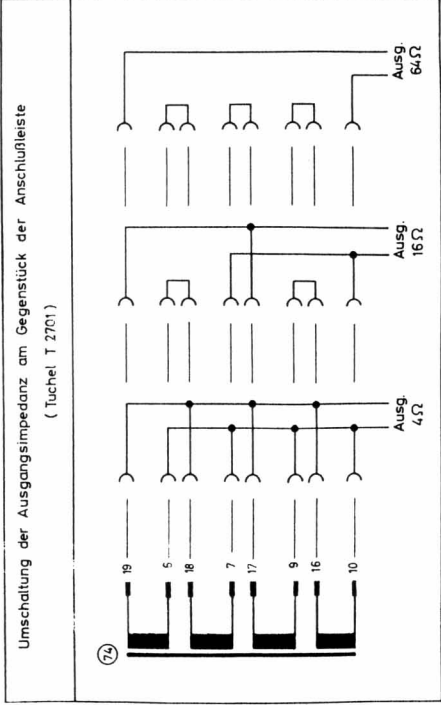 Umschaltung der Ausgangsimpedanz am Gegenstück der Anschlußleiste
(Tuchel T 2701)
74
19
5
18
7
17
9
16
10
Ausg.
4Ω
Ausg.
16Ω
Ausg.
64Ω